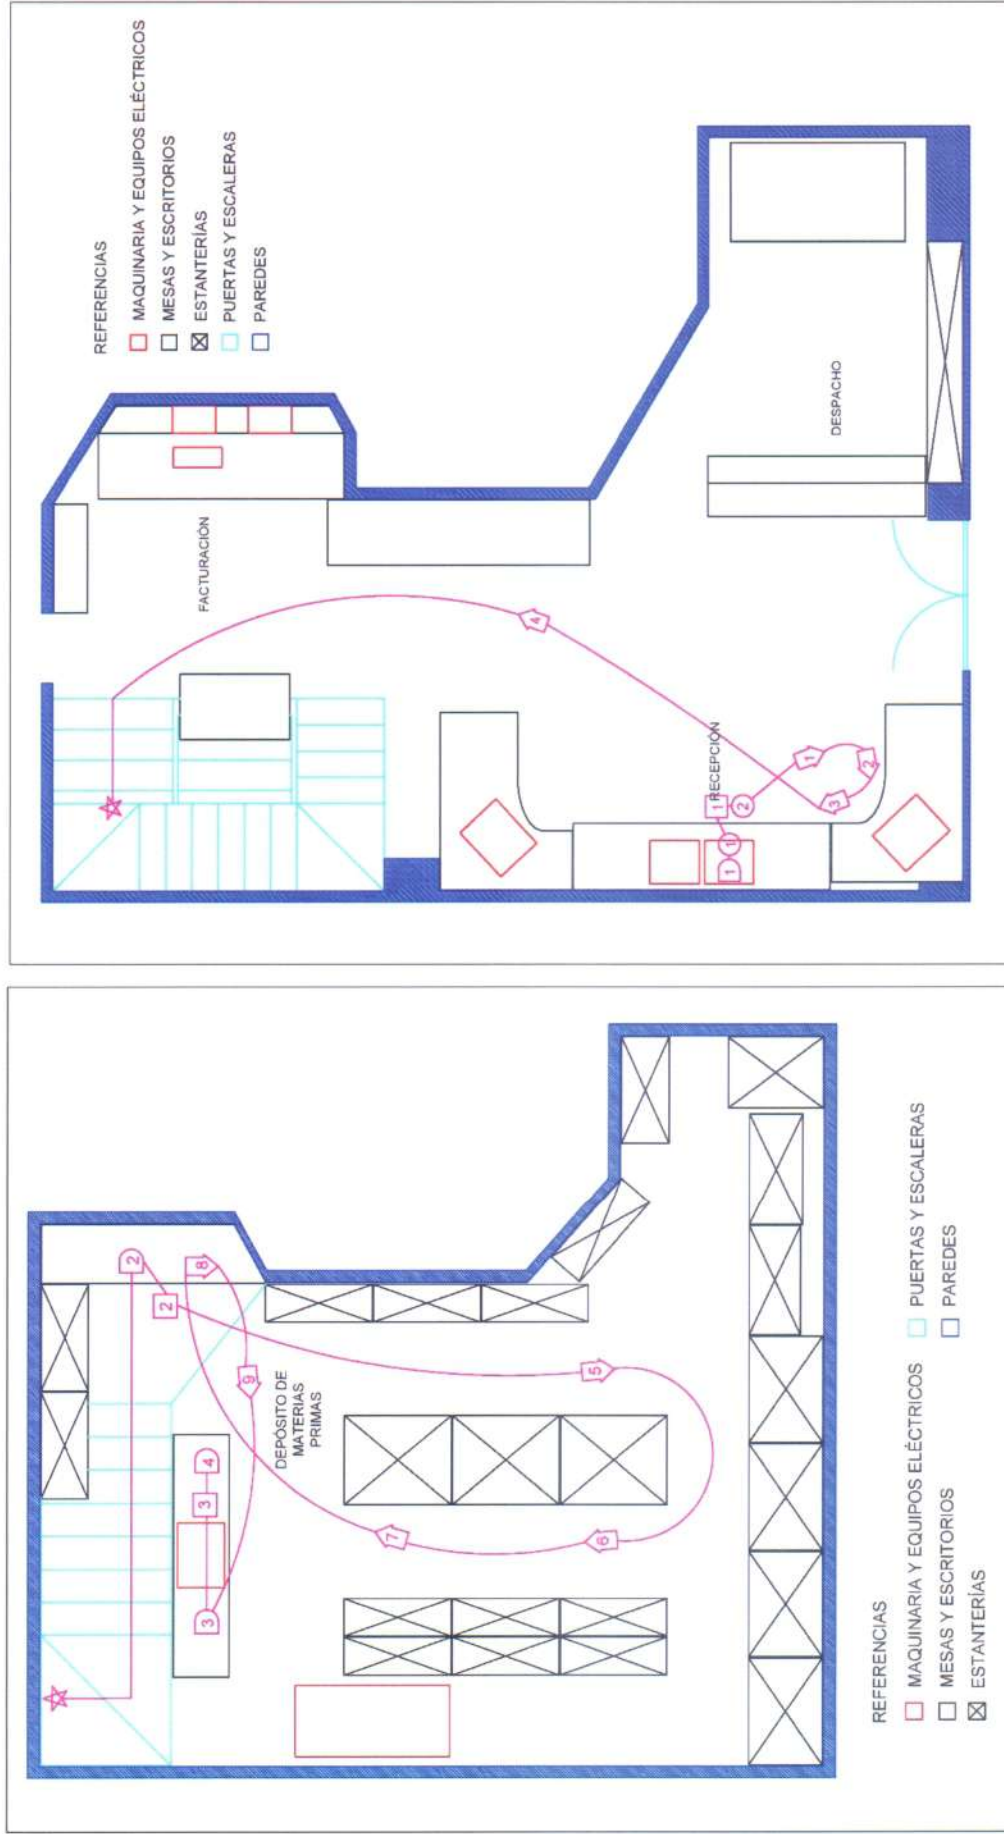 DEPÓSITO DE
MATERIAS
PRIMAS
2
2
5
6
7
8
9
3
3
4
REFERENCIAS
MAQUINARIA Y EQUIPOS ELÉCTRICOS
MESAS Y ESCRITORIOS
ESTANTERÍAS
PUERTAS Y ESCALERAS
PAREDES
REFERENCIAS
MAQUINARIA Y EQUIPOS ELÉCTRICOS
MESAS Y ESCRITORIOS
ESTANTERÍAS
PUERTAS Y ESCALERAS
PAREDES
FACTURACIÓN
RECEPCIÓN
DESPACHO
1
1
1
2
1
2
3
4